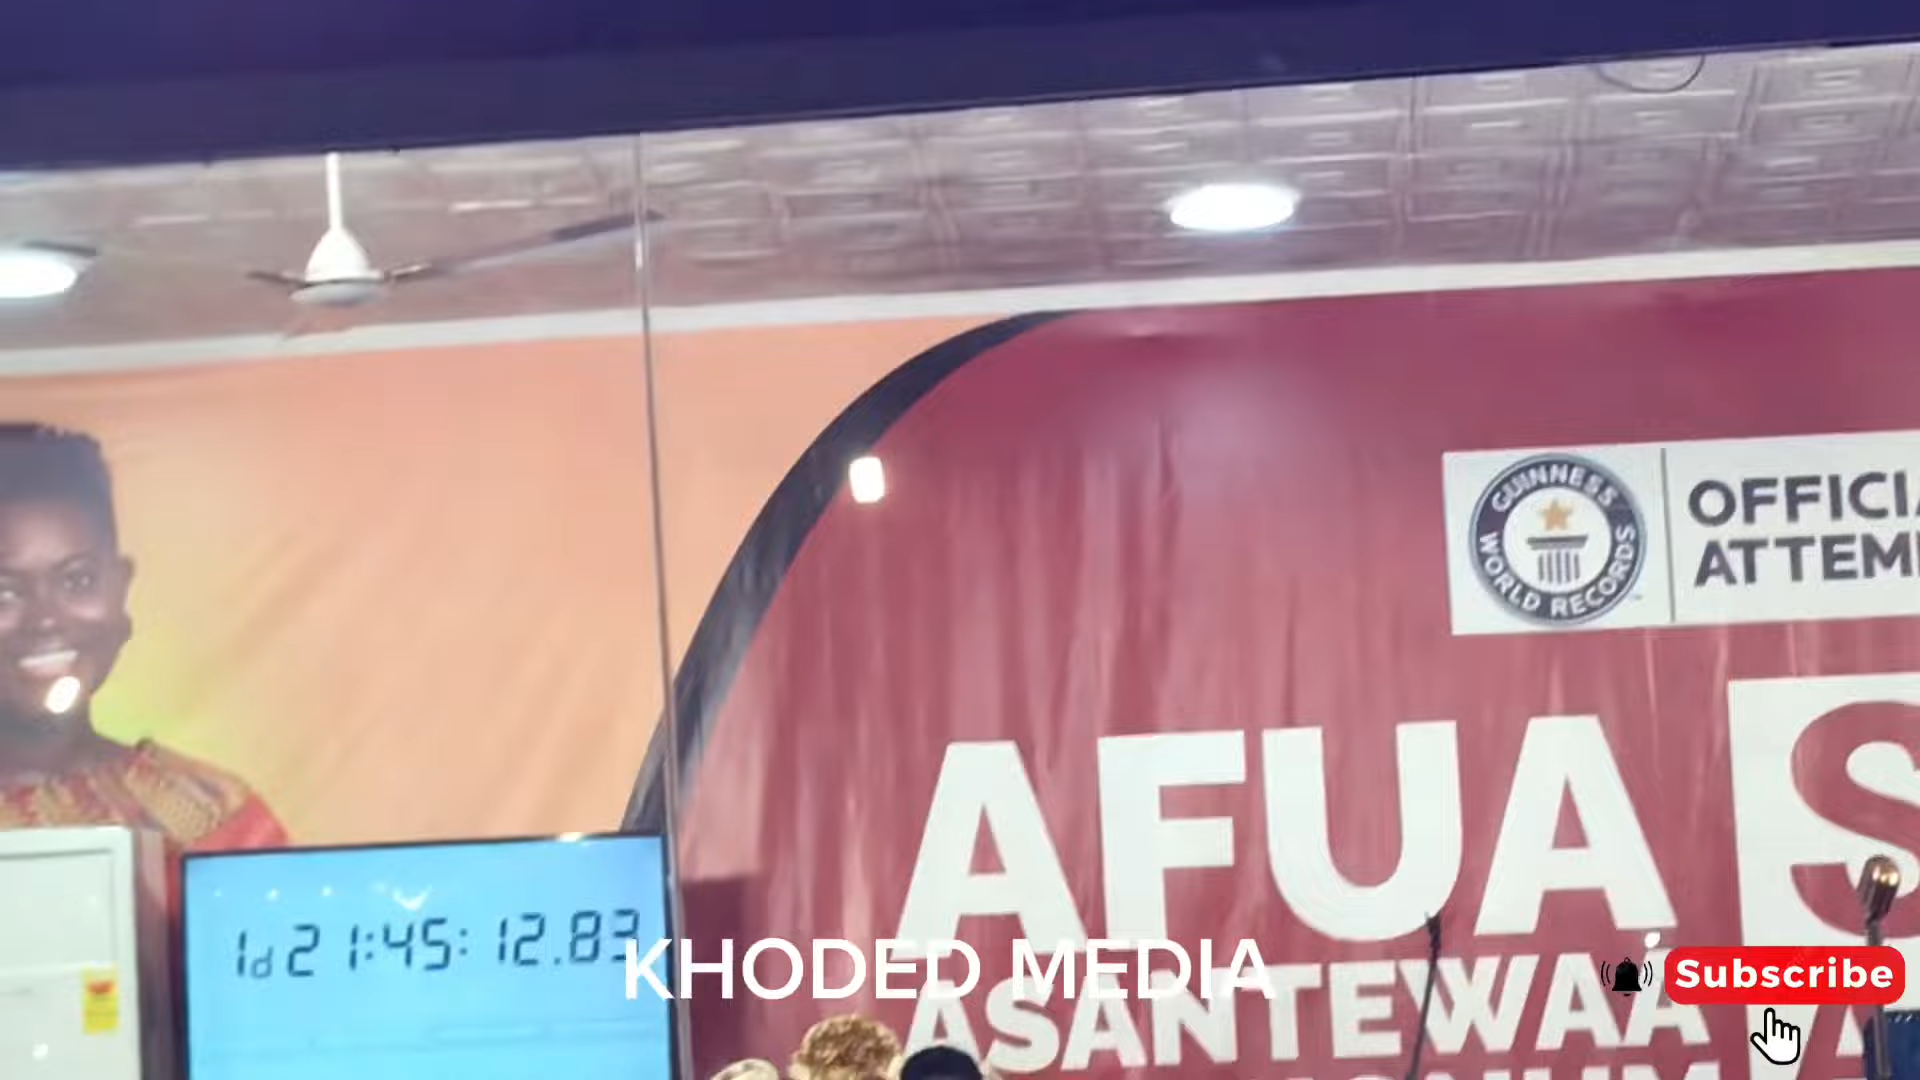 GUINNESS
WORLD RECORDS
OFFICI
ATTEM
AFUA
S
ASANTEWAA
1d 21:45:12.83
KHODED MEDIA
Subscribe